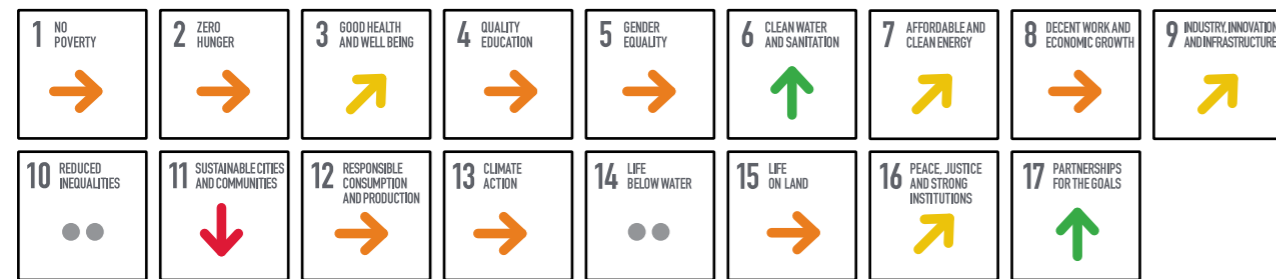 1 NO
POVERTY
2 ZERO
HUNGER
3 GOOD HEALTH
AND WELL BEING
4 QUALITY
EDUCATION
5 GENDER
EQUALITY
6 CLEAN WATER
AND SANITATION
7 AFFORDABLE AND
CLEAN ENERGY
8 DECENT WORK AND
ECONOMIC GROWTH
9 INDUSTRY, INNOVATION
AND INFRASTRUCTURE
10 REDUCED
INEQUALITIES
11 SUSTAINABLE CITIES
AND COMMUNITIES
12 RESPONSIBLE
CONSUMPTION
AND PRODUCTION
13 CLIMATE
ACTION
14 LIFE
BELOW WATER
15 LIFE
ON LAND
16 PEACE, JUSTICE
AND STRONG
INSTITUTIONS
17 PARTNERSHIPS
FOR THE GOALS